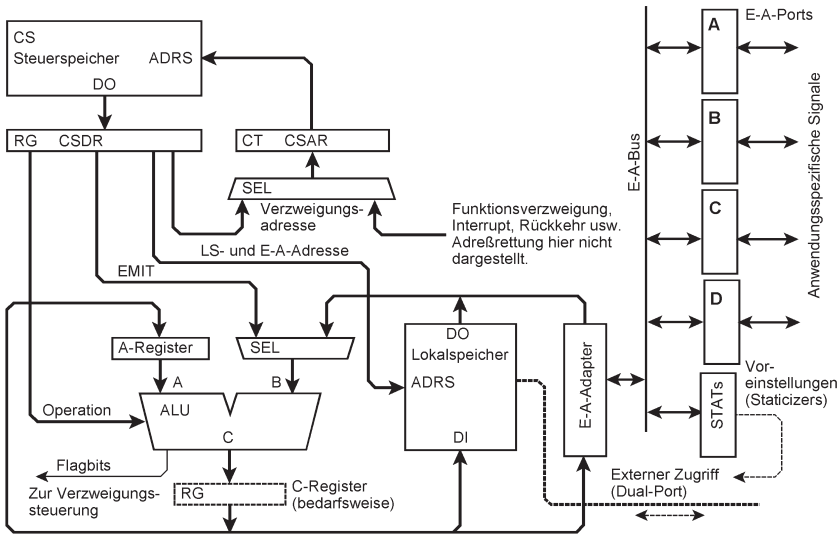 CS
Steuerspeicher ADRS
DO
RG CSDR
CT CSAR
SEL
Verzweigungs-
adresse
Funktionsverzweigung,
Interrupt, Rückkehr usw.
Adreßrettung hier nicht
dargestellt.
LS- und E-A-Adresse
EMIT
A-Register
SEL
A
B
ALU
C
Operation
Flagbits
Zur Verzweigungs-
steuerung
RG
C-Register
(bedarfsweise)
DO
Lokalspeicher
ADRS
DI
E-A-Adapter
E-A-Bus
E-A-Ports
A
B
C
D
STATs
Anwendungsspezifische Signale
Vor-
einstellungen
(Staticizers)
Externer Zugriff
(Dual-Port)